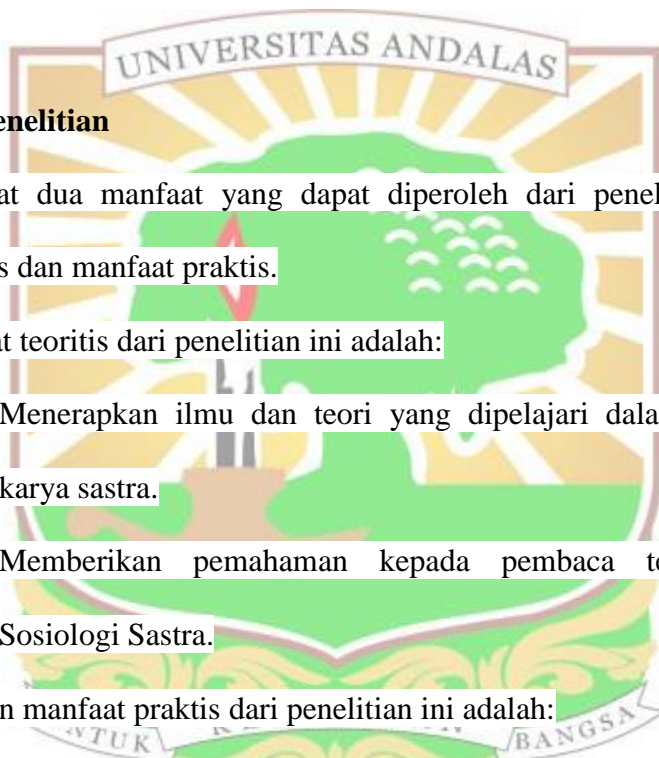 UNIVERSITAS ANDALAS
enelitian
at dua manfaat yang dapat diperoleh dari penel
s dan manfaat praktis.
at teoritis dari penelitian ini adalah:
Menerapkan ilmu dan teori yang dipelajari dala
karya sastra.
Memberikan pemahaman kepada pembaca te
Sosiologi Sastra.
n manfaat praktis dari penelitian ini adalah:
BANGSA